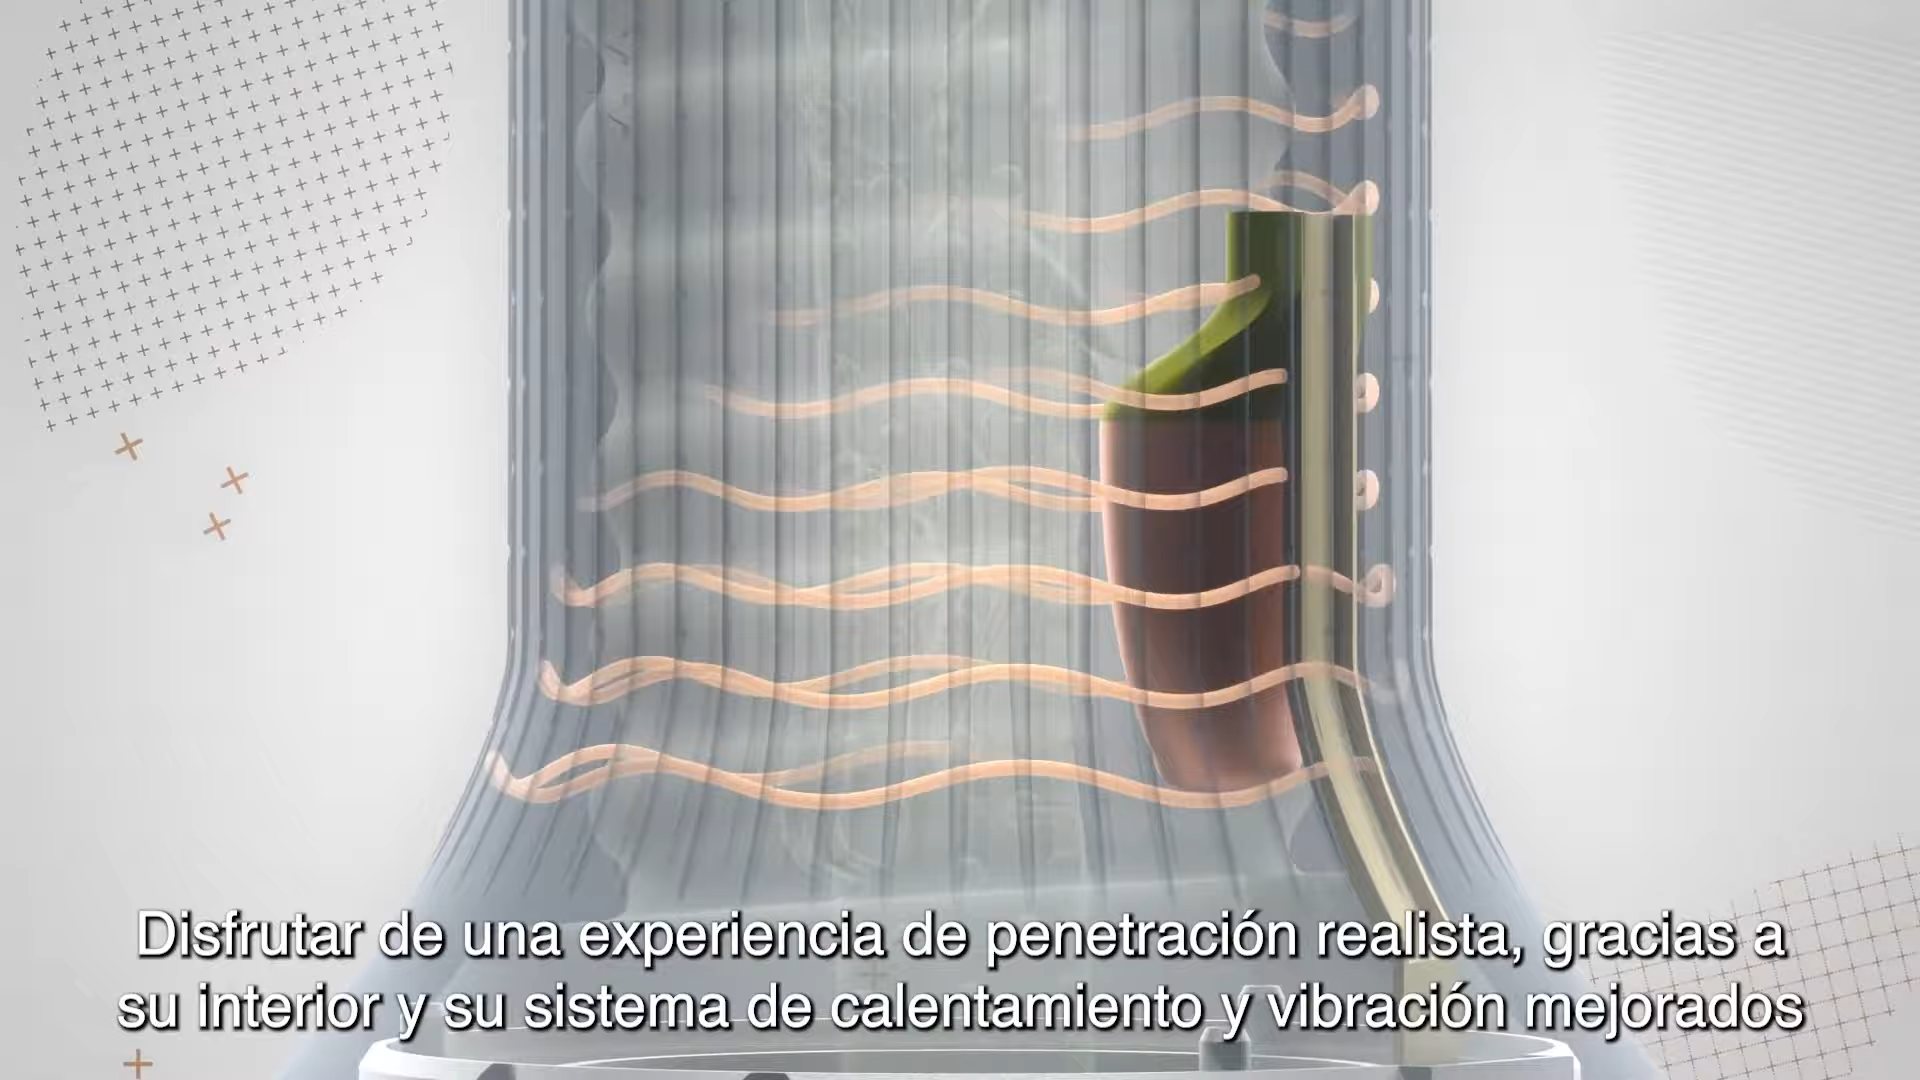 Disfrutar de una experiencia de penetración realista, gracias a
su interior y su sistema de calentamiento y vibración mejorados